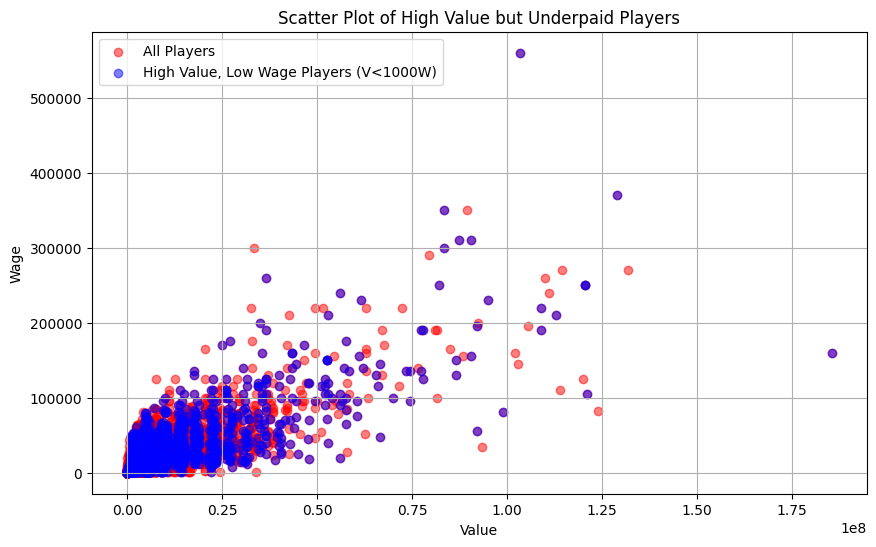 Scatter Plot of High Value but Underpaid Players
All Players
High Value, Low Wage Players (V<1000W)
500000
400000
300000
200000
100000
0
Wage
0.00 0.25 0.50 0.75 1.00 1.25 1.50 1.75
1e8
Value